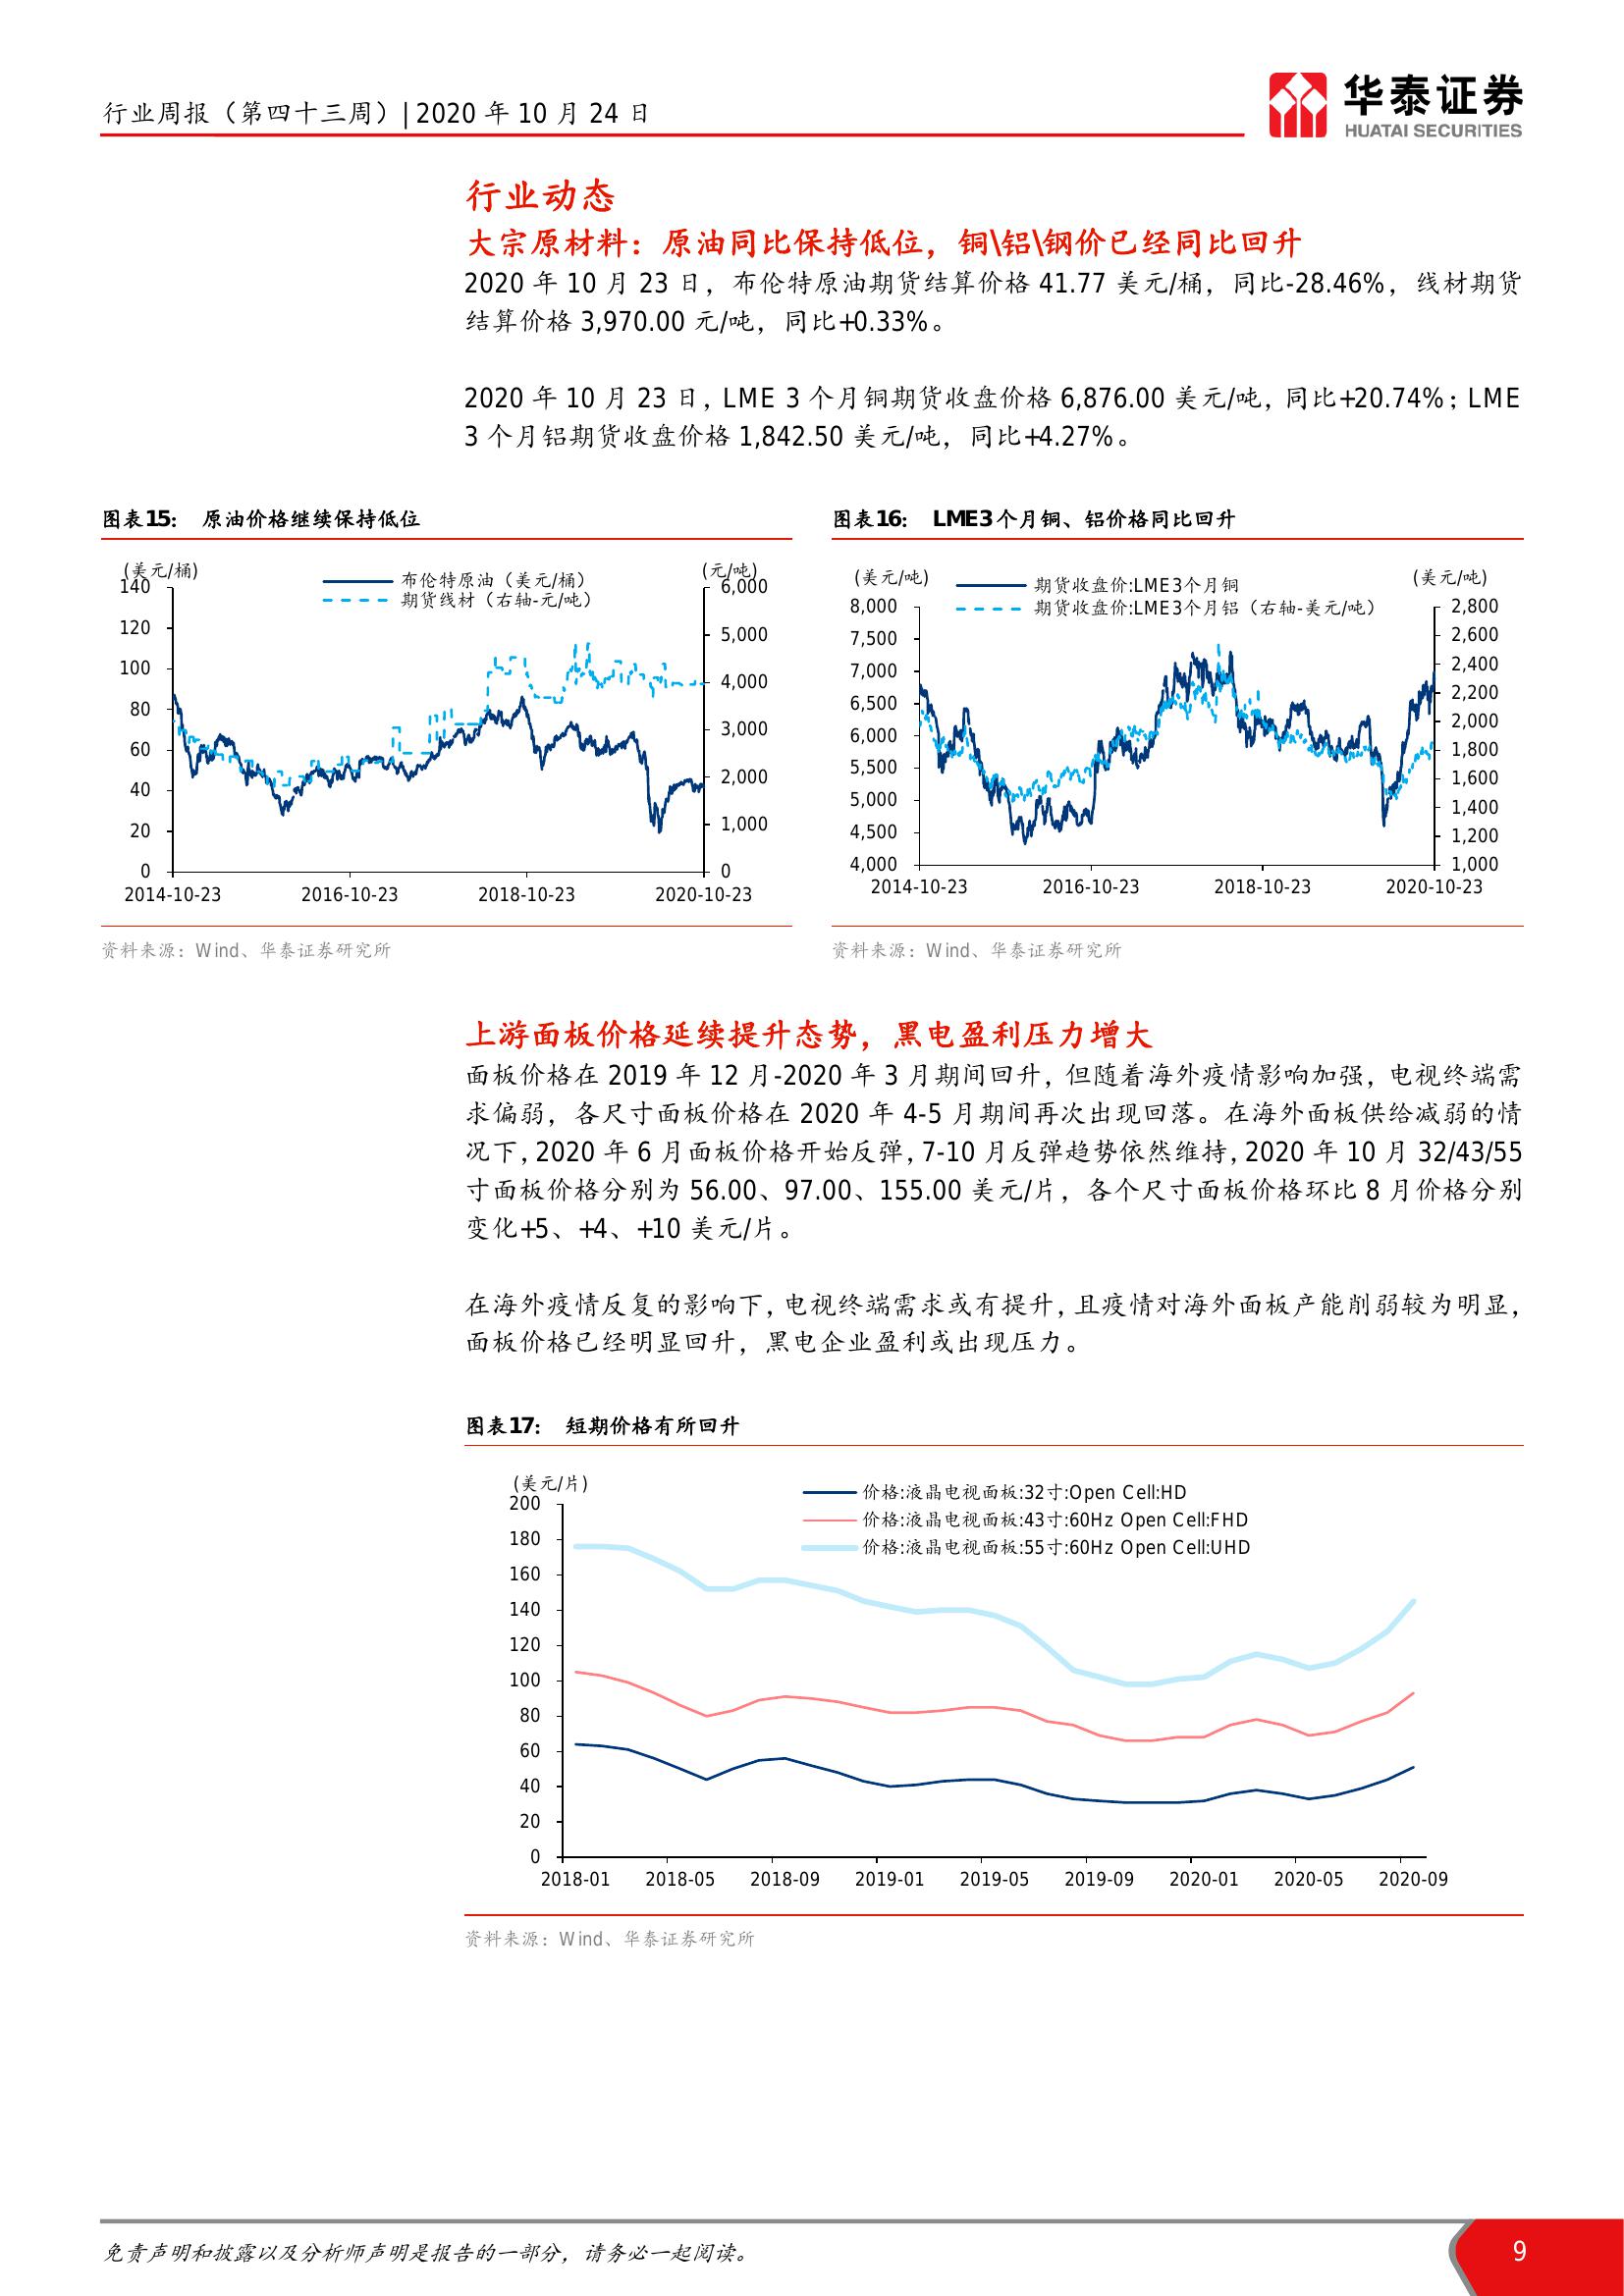 行业周报（第四十三周）| 2020 年 10 月 24 日
华泰证券
HUATAI SECURITIES
行业动态
大宗原材料：原油同比保持低位，铜\铝\钢价已经同比回升
2020 年 10 月 23 日，布伦特原油期货结算价格 41.77 美元/桶，同比-28.46%，线材期货
结算价格 3,970.00 元/吨，同比+0.33%。
2020 年 10 月 23 日，LME 3 个月铜期货收盘价格 6,876.00 美元/吨，同比+20.74%；LME
3 个月铝期货收盘价格 1,842.50 美元/吨，同比+4.27%。
图表15： 原油价格继续保持低位
(美元/桶)
(元/吨)
布伦特原油（美元/桶）
期货线材（右轴-元/吨）
140
120
100
80
60
40
20
0
6,000
5,000
4,000
3,000
2,000
1,000
0
2014-10-23 2016-10-23 2018-10-23 2020-10-23
资料来源：Wind、华泰证券研究所
图表16： LME3 个月铜、铝价格同比回升
(美元/吨)
(美元/吨)
期货收盘价:LME3个月铜
期货收盘价:LME3个月铝（右轴-美元/吨）
8,000
7,500
7,000
6,500
6,000
5,500
5,000
4,500
4,000
2,800
2,600
2,400
2,200
2,000
1,800
1,600
1,400
1,200
1,000
2014-10-23 2016-10-23 2018-10-23 2020-10-23
资料来源：Wind、华泰证券研究所
上游面板价格延续提升态势，黑电盈利压力增大
面板价格在 2019 年 12 月-2020 年 3 月期间回升，但随着海外疫情影响加强，电视终端需
求偏弱，各尺寸面板价格在 2020 年 4-5 月期间再次出现回落。在海外面板供给减弱的情
况下，2020 年 6 月面板价格开始反弹，7-10 月反弹趋势依然维持，2020 年 10 月 32/43/55
寸面板价格分别为 56.00、97.00、155.00 美元/片，各个尺寸面板价格环比 8 月价格分别
变化+5、+4、+10 美元/片。
在海外疫情反复的影响下，电视终端需求或有提升，且疫情对海外面板产能削弱较为明显，
面板价格已经明显回升，黑电企业盈利或出现压力。
图表17： 短期价格有所回升
(美元/片)
价格:液晶电视面板:32寸:Open Cell:HD
价格:液晶电视面板:43寸:60Hz Open Cell:FHD
价格:液晶电视面板:55寸:60Hz Open Cell:UHD
200
180
160
140
120
100
80
60
40
20
0
2018-01 2018-05 2018-09 2019-01 2019-05 2019-09 2020-01 2020-05 2020-09
资料来源：Wind、华泰证券研究所
免责声明和披露以及分析师声明是报告的一部分，请务必一起阅读。
9